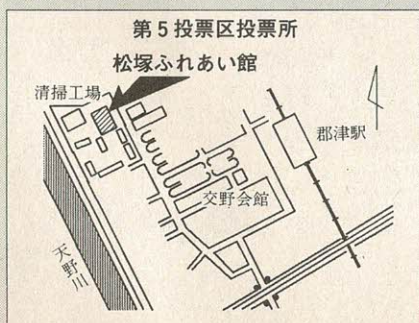 第5投票区投票所
松塚ふれあい館
清掃工場
郡津駅
交野会館
天野川